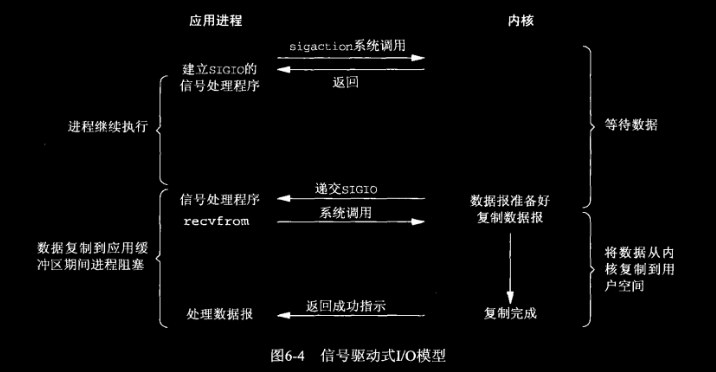 应用进程
内核
sigaction系统调用
建立SIGIO的
信号处理程序
返回
进程继续执行
等待数据
信号处理程序
递交SIGIO
数据报准备好
recvfrom
系统调用
复制数据报
数据复制到应用缓
冲区期间进程阻塞
将数据从内
核复制到用
户空间
处理数据报
返回成功指示
复制完成
图6-4 信号驱动式I/O模型